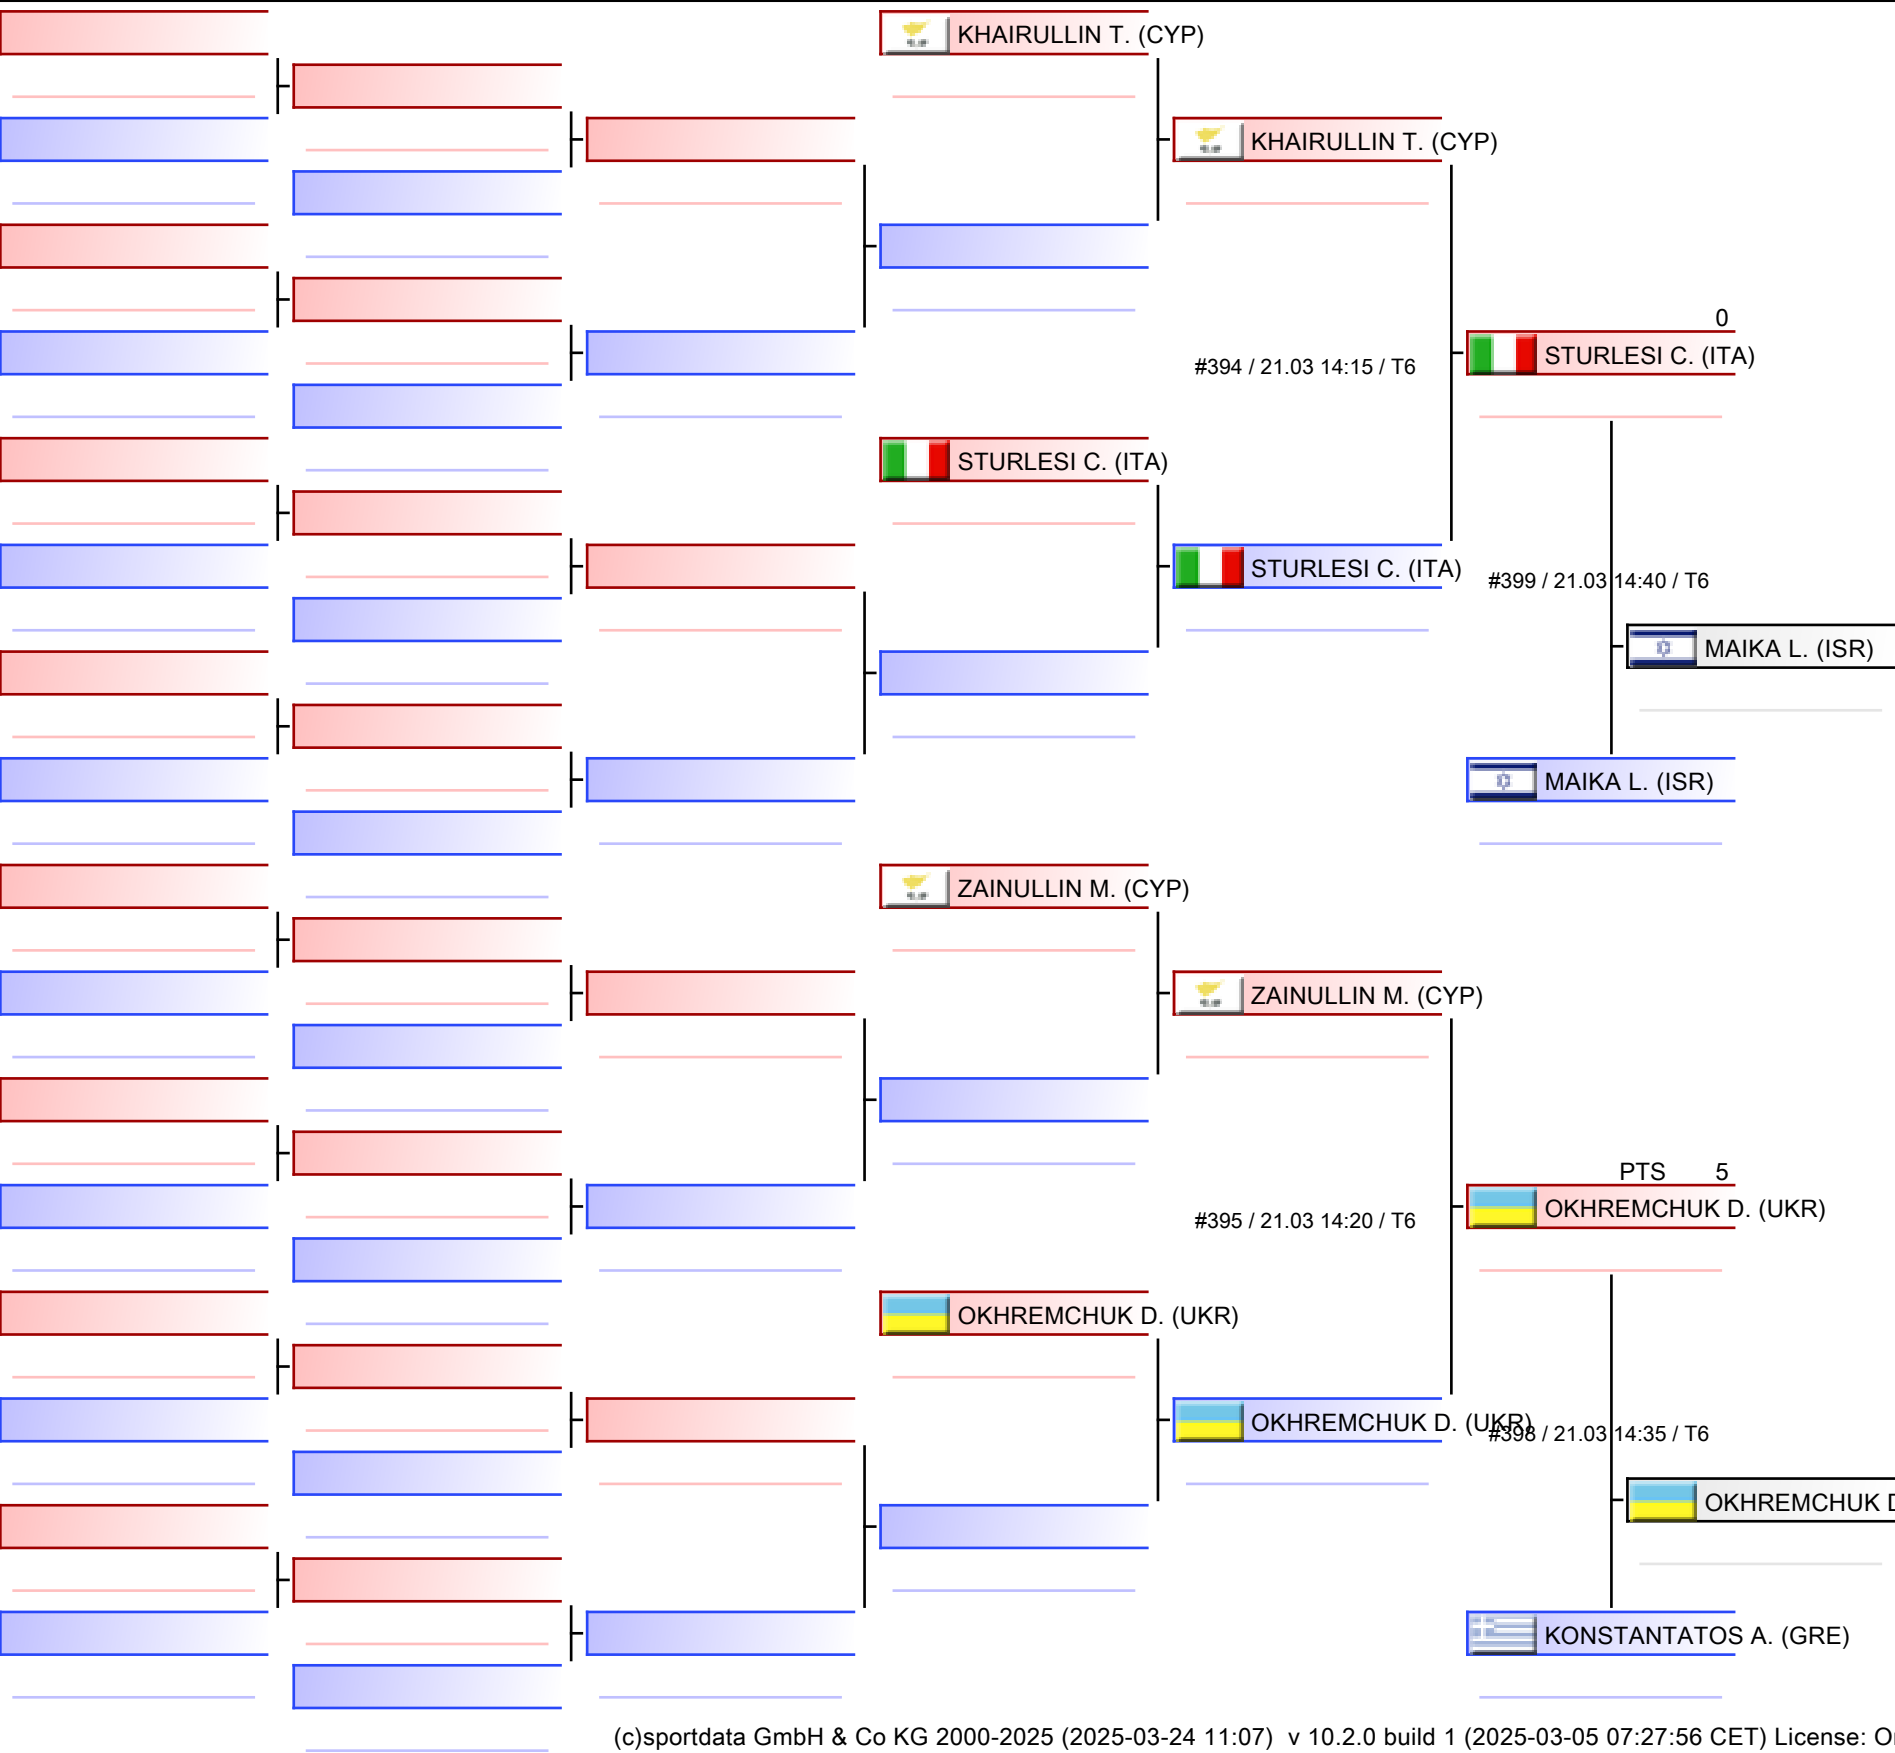 KHAIRULLIN T. (CYP)
KHAIRULLIN T. (CYP)
0
STURLESI C. (ITA)
#394 / 21.03 14:15 / T6
STURLESI C. (ITA)
STURLESI C. (ITA)
#399 / 21.03 14:40 / T6
MAIKA L. (ISR)
MAIKA L. (ISR)
ZAINULLIN M. (CYP)
ZAINULLIN M. (CYP)
PTS 5
OKHREMCHUK D. (UKR)
#395 / 21.03 14:20 / T6
OKHREMCHUK D. (UKR)
OKHREMCHUK D. (UKR)
#398 / 21.03 14:35 / T6
OKHREMCHUK
KONSTANTATOS A. (GRE)
(c)sportdata GmbH & Co KG 2000-2025 (2025-03-24 11:07) v 10.2.0 build 1 (2025-03-05 07:27:56 CET) License: